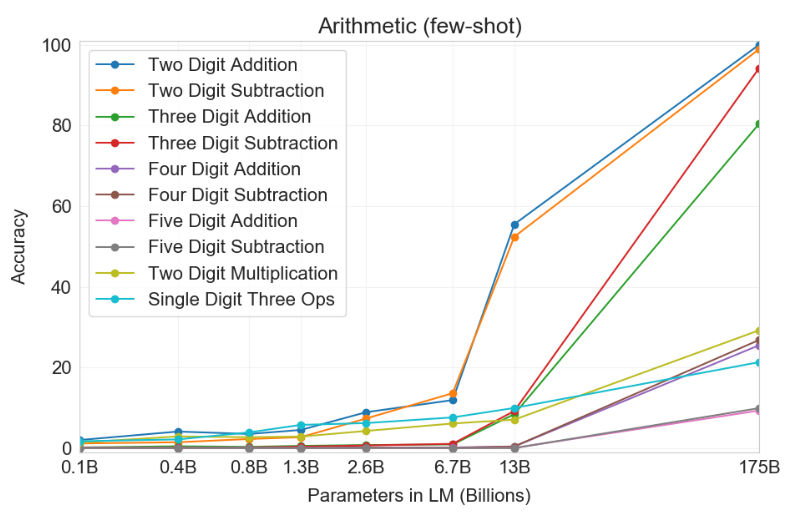 Arithmetic (few-shot)
100
80
60
40
20
0
Accuracy
Two Digit Addition
Two Digit Subtraction
Three Digit Addition
Three Digit Subtraction
Four Digit Addition
Four Digit Subtraction
Five Digit Addition
Five Digit Subtraction
Two Digit Multiplication
Single Digit Three Ops
0.1B 0.4B 0.8B 1.3B 2.6B 6.7B 13B 175B
Parameters in LM (Billions)